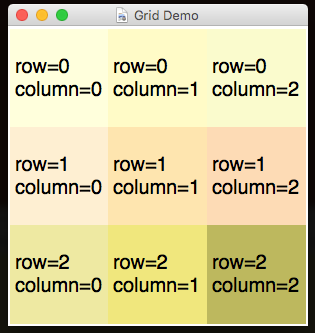 Grid Demo
row=0 row=0 row=0
column=0 column=1 column=2
row=1 row=1 row=1
column=0 column=1 column=2
row=2 row=2 row=2
column=0 column=1 column=2